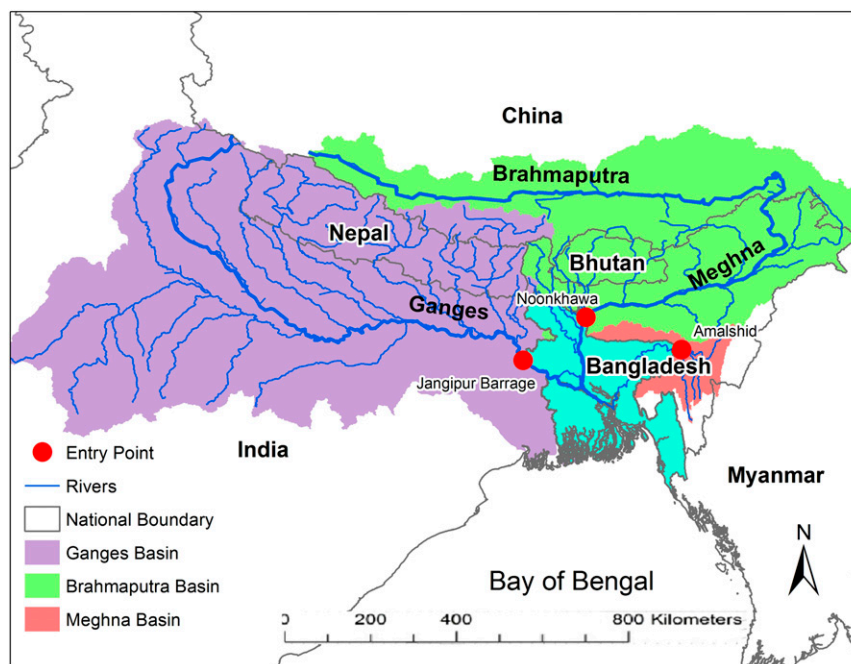 China
Brahmaputra
Nepal
Bhutan
Meghna
Noonkhawa
Ganges
Amalshid
Bangladesh
Jangipur Barrage
India
Myanmar
Entry Point
Rivers
National Boundary
Ganges Basin
Brahmaputra Basin
Meghna Basin
N
Bay of Bengal
0 200 400 800 Kilometers